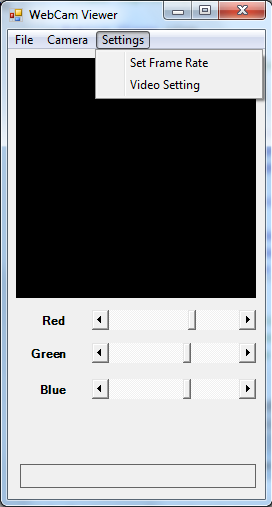 WebCam Viewer
File Camera Settings
Set Frame Rate
Video Setting
Red
Green
Blue